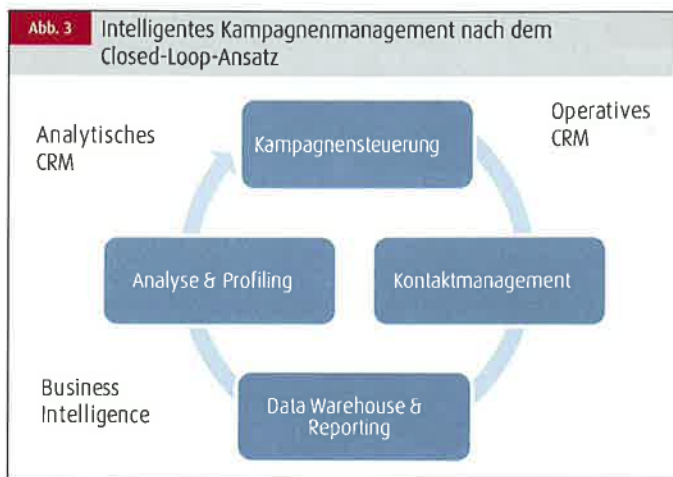 Abb. 3
Intelligentes Kampagnenmanagement nach dem
Closed-Loop-Ansatz
Analytisches
CRM
Kampagnensteuerung
Operatives
CRM
Analyse & Profiling
Kontaktmanagement
Business
Intelligence
Data Warehouse &
Reporting